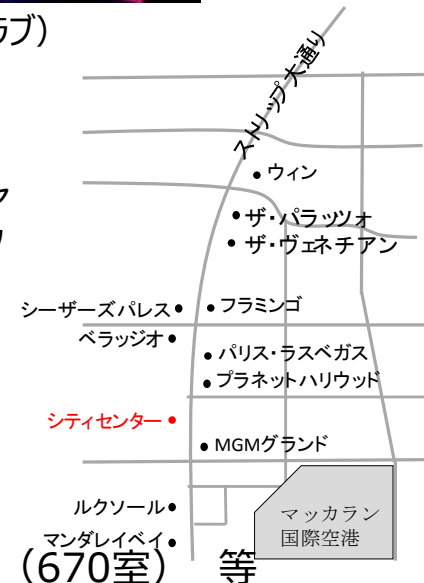 ラブ)
ストリップ大通り
ウィン
ザ・パラッツォ
ザ・ヴェネチアン
シーザーズパレス
フラミンゴ
ベラッジオ
パリス・ラスベガス
プラネットハリウッド
シティセンター
MGMグランド
ルクソール
マッカラン
国際空港
マンダレイベイ
(670室) 等